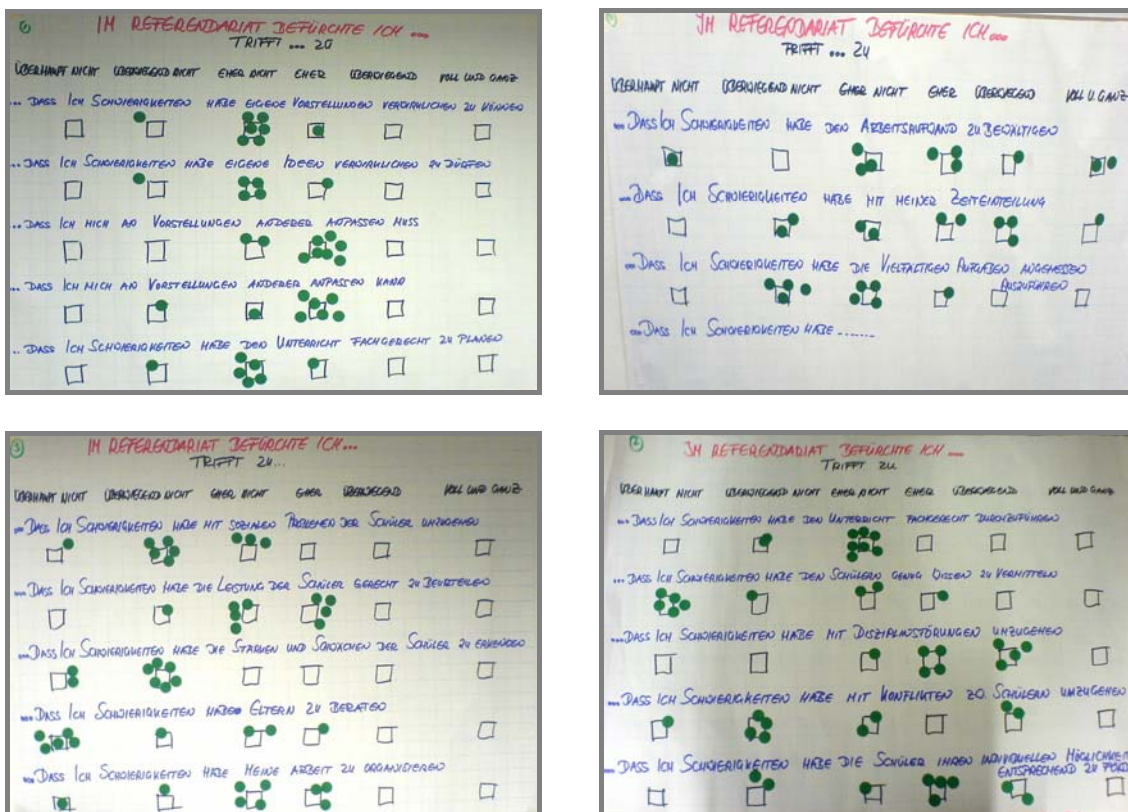 ①
IM REFERENDARIAT BEFÜRCHTE ICH ...
TRIFFT ... ZU
ÜBERHAUPT NICHT ÜBERWIEGEND NICHT EHER NICHT EHER ÜBERWIEGEND VOLL UND GANZ
... DASS ICH SCHWIERIGKEITEN HABE EIGENE VORSTELLUNGEN VERWIRKLICHEN ZU KÖNNEN
... DASS ICH SCHWIERIGKEITEN HABE EIGENE IDEEN VERWIRKLICHEN ZU DÜRFEN
... DASS ICH MICH AN VORSTELLUNGEN ANDERER ANPASSEN MUSS
... DASS ICH MICH AN VORSTELLUNGEN ANDERER ANPASSEN KANN
.. DASS ICH SCHWIERIGKEITEN HABE DEN UNTERRICHT FACHGERECHT ZU PLANEN
IM REFERENDARIAT BEFÜRCHTE ICH ...
TRIFFT ... ZU
ÜBERHAUPT NICHT ÜBERWIEGEND NICHT EHER NICHT EHER ÜBERWIEGEND VOLL U. GANZ
... DASS ICH SCHWIERIGKEITEN HABE DEN ARBEITSAUFWAND ZU BEWÄLTIGEN
... DASS ICH SCHWIERIGKEITEN HABE MIT MEINER ZEITEINTEILUNG
... DASS ICH SCHWIERIGKEITEN HABE DIE VIELFÄLTIGEN AUFGABEN ANGEMESSEN
AUSZUFÜHREN
... DASS ICH SCHWIERIGKEITEN HABE ........
③
IM REFERENDARIAT BEFÜRCHTE ICH ...
TRIFFT ZU...
ÜBERHAUPT NICHT ÜBERWIEGEND NICHT EHER NICHT EHER ÜBERWIEGEND VOLL UND GANZ
... DASS ICH SCHWIERIGKEITEN HABE MIT SOZIALEN PROBLEMEN DER SCHÜLER UMZUGEHEN
... DASS ICH SCHWIERIGKEITEN HABE DIE LEISTUNG DER SCHÜLER GERECHT ZU BEURTEILEN
... DASS ICH SCHWIERIGKEITEN HABE DIE STÄRKEN UND SCHWÄCHEN DER SCHÜLER ZU ERKENNEN
... DASS ICH SCHWIERIGKEITEN HABE ELTERN ZU BERATEN
... DASS ICH SCHWIERIGKEITEN HABE MEINE ARBEIT ZU ORGANISIEREN
②
IM REFERENDARIAT BEFÜRCHTE ICH ...
TRIFFT ZU
ÜBERHAUPT NICHT ÜBERWIEGEND NICHT EHER NICHT EHER ÜBERWIEGEND VOLL UND GANZ
... DASS ICH SCHWIERIGKEITEN HABE DEN UNTERRICHT FACHGERECHT DURCHZUFÜHREN
... DASS ICH SCHWIERIGKEITEN HABE DEN SCHÜLERN GENUG WISSEN ZU VERMITTELN
... DASS ICH SCHWIERIGKEITEN HABE MIT DISZIPLINSTÖRUNGEN UMZUGEHEN
... DASS ICH SCHWIERIGKEITEN HABE MIT KONFLIKTEN ZW. SCHÜLERN UMZUGEHEN
... DASS ICH SCHWIERIGKEITEN HABE DIE SCHÜLER IHREN INDIVIDUELLEN
ENTSPRECHEND ZU